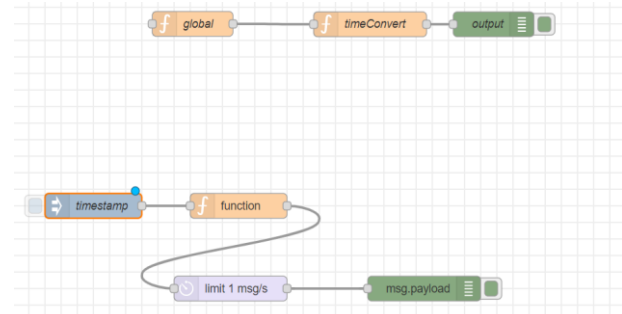 global timeConvert output
timestamp function
limit 1 msg/s msg.payload